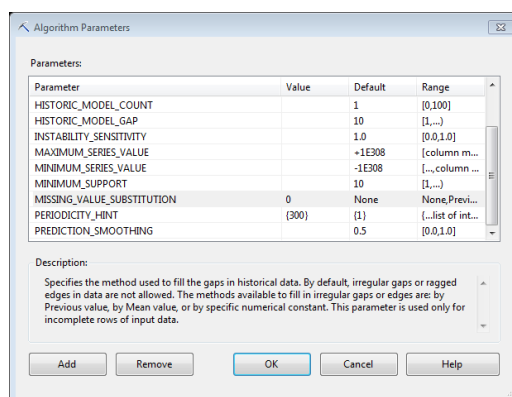 Algorithm Parameters
Parameters:
Parameter Value Default Range
HISTORIC_MODEL_COUNT 1 [0,100]
HISTORIC_MODEL_GAP 10 [1,...)
INSTABILITY_SENSITIVITY 1.0 [0.0,1.0]
MAXIMUM_SERIES_VALUE +1E308 [column m...
MINIMUM_SERIES_VALUE -1E308 [...,column ...
MINIMUM_SUPPORT 10 [1,...)
MISSING_VALUE_SUBSTITUTION 0 None None,Previ...
PERIODICITY_HINT {300} {1} {...list of int...
PREDICTION_SMOOTHING 0.5 [0.0,1.0]
Description:
Specifies the method used to fill the gaps in historical data. By default, irregular gaps or ragged
edges in data are not allowed. The methods available to fill in irregular gaps or edges are: by
Previous value, by Mean value, or by specific numerical constant. This parameter is used only for
incomplete rows of input data.
Add Remove OK Cancel Help